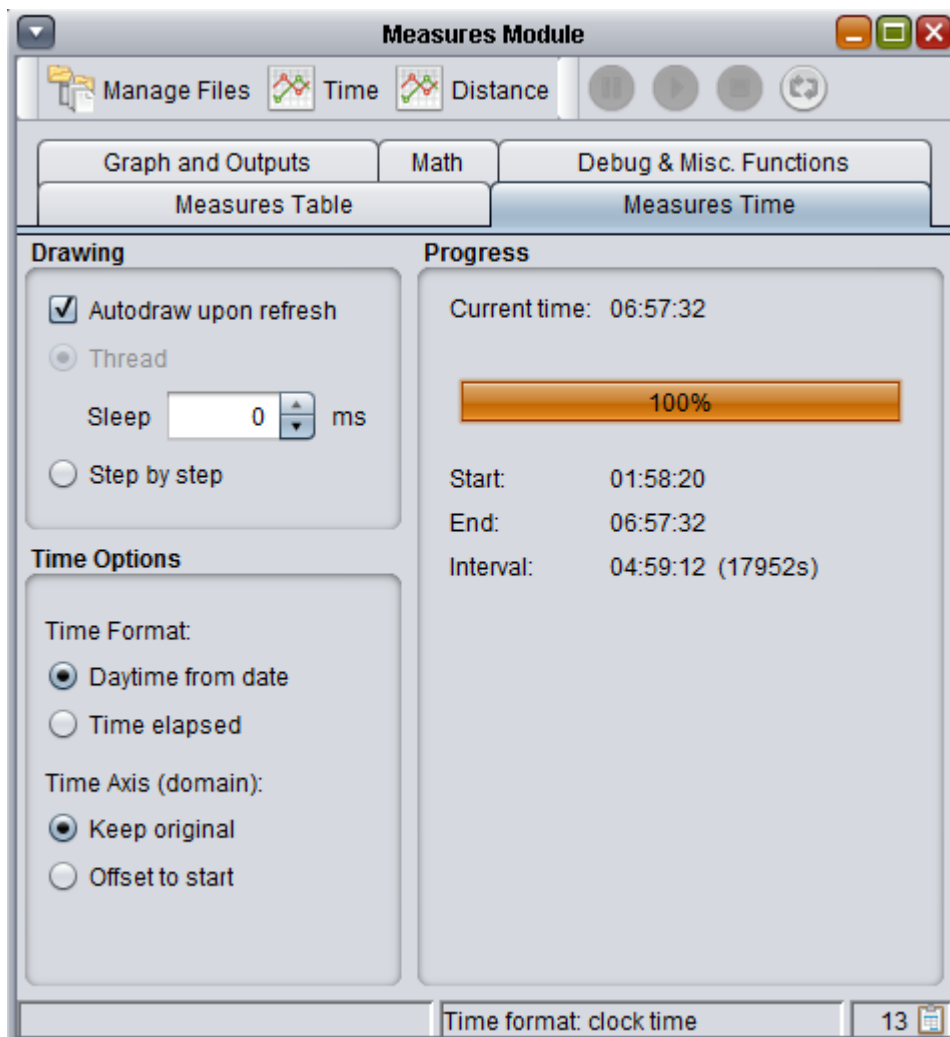 Measures Module
Manage Files Time Distance
Graph and Outputs Math Debug & Misc. Functions
Measures Table Measures Time
Drawing
Autodraw upon refresh
Thread
Sleep 0 ms
Step by step
Time Options
Time Format:
Daytime from date
Time elapsed
Time Axis (domain):
Keep original
Offset to start
Progress
Current time: 06:57:32
100%
Start: 01:58:20
End: 06:57:32
Interval: 04:59:12 (17952s)
Time format: clock time 13